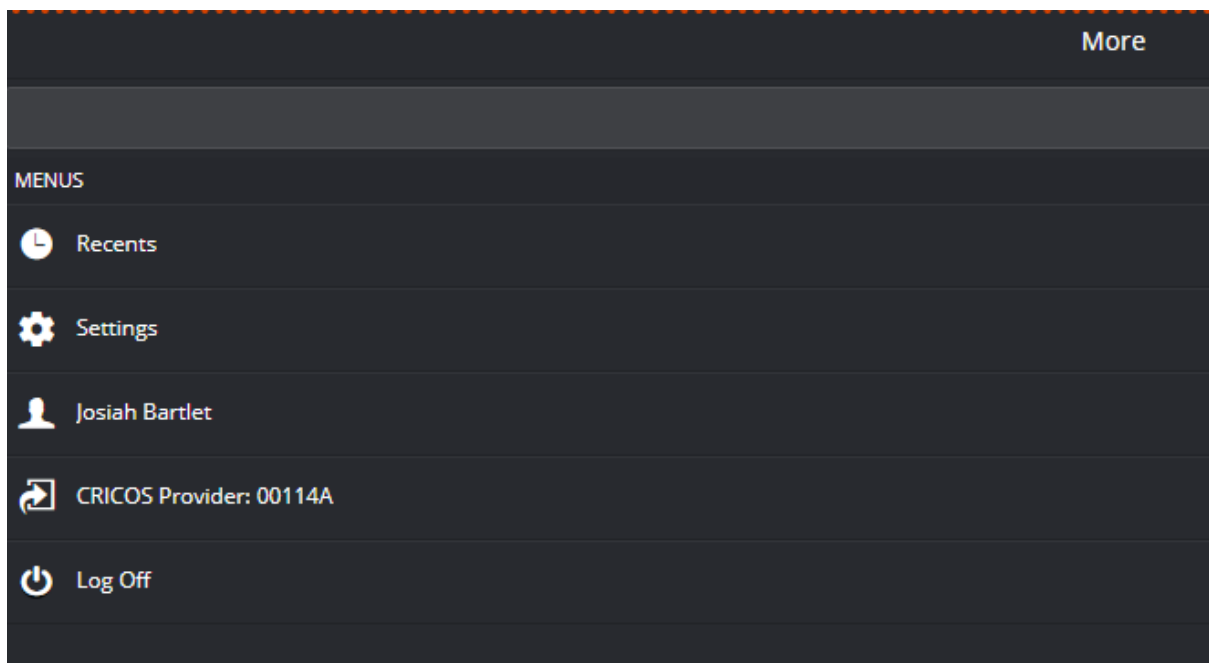 More
MENUS
Recents
Settings
Josiah Bartlet
CRICOS Provider: 00114A
Log Off